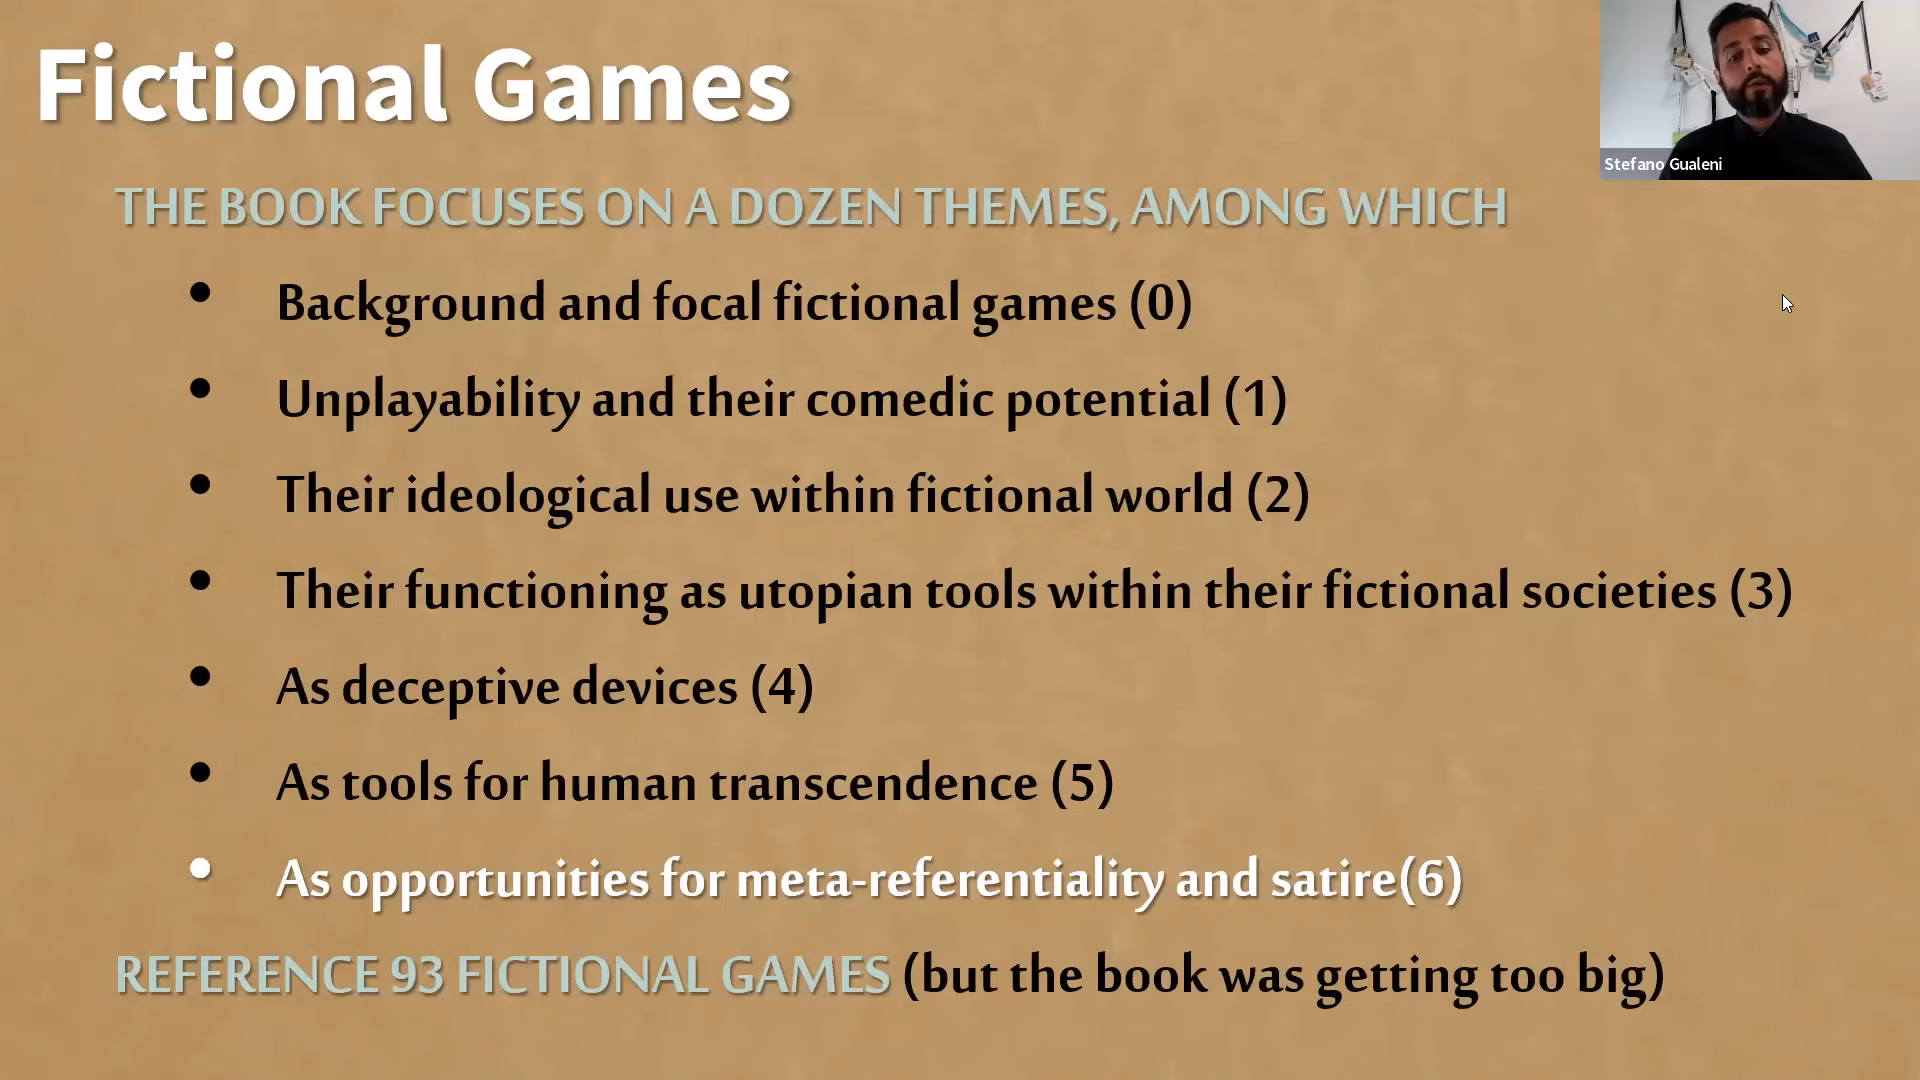 Fictional Games
Stefano Gualeni
THE BOOK FOCUSES ON A DOZEN THEMES, AMONG WHICH
• Background and focal fictional games (0)
• Unplayability and their comedic potential (1)
• Their ideological use within fictional world (2)
• Their functioning as utopian tools within their fictional societies (3)
• As deceptive devices (4)
• As tools for human transcendence (5)
• As opportunities for meta-referentiality and satire(6)
REFERENCE 93 FICTIONAL GAMES (but the book was getting too big)